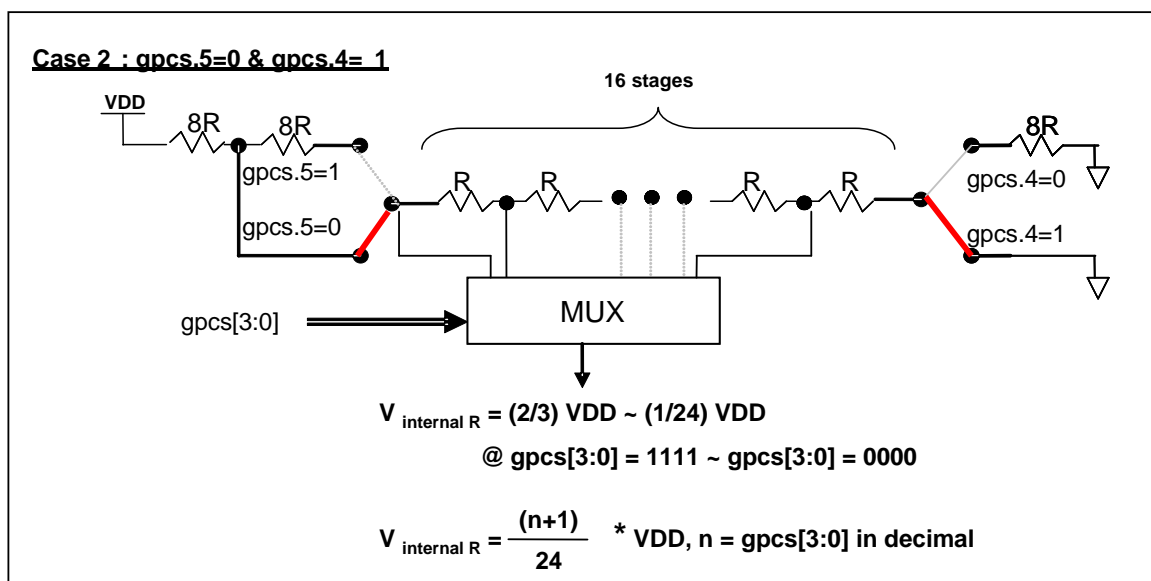 Case 2 : gpcs.5=0 & gpcs.4= 1
16 stages
VDD
8R
8R
8R
gpcs.5=1
R
R
R
R
gpcs.4=0
gpcs.5=0
gpcs.4=1
gpcs[3:0]
MUX
V internal R = (2/3) VDD ~ (1/24) VDD
@ gpcs[3:0] = 1111 ~ gpcs[3:0] = 0000
V internal R = (n+1) / 24 * VDD, n = gpcs[3:0] in decimal